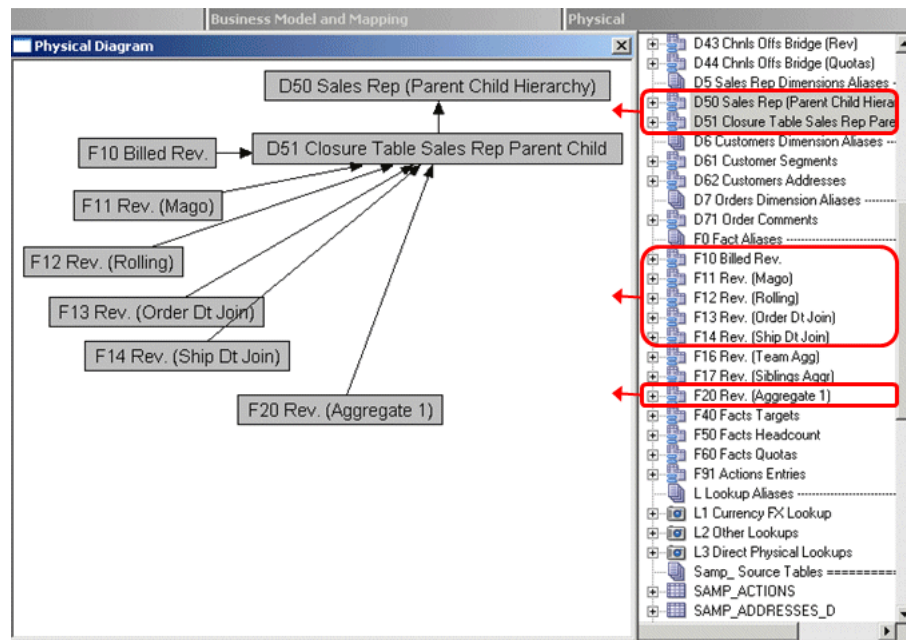 Business Model and Mapping
Physical
Physical Diagram
D50 Sales Rep (Parent Child Hierarchy)
D51 Closure Table Sales Rep Parent Child
F10 Billed Rev.
F11 Rev. (Mago)
F12 Rev. (Rolling)
F13 Rev. (Order Dt Join)
F14 Rev. (Ship Dt Join)
F20 Rev. (Aggregate 1)
D43 Chnls Offs Bridge (Rev)
D44 Chnls Offs Bridge (Quotas)
D5 Sales Rep Dimensions Aliases -
D50 Sales Rep (Parent Child Hierar
D51 Closure Table Sales Rep Pare
D6 Customers Dimension Aliases --
D61 Customer Segments
D62 Customers Addresses
D7 Orders Dimension Aliases --------
D71 Order Comments
F0 Fact Aliases --------------------
F10 Billed Rev.
F11 Rev. (Mago)
F12 Rev. (Rolling)
F13 Rev. (Order Dt Join)
F14 Rev. (Ship Dt Join)
F16 Rev. (Team Agg)
F17 Rev. (Siblings Aggr)
F20 Rev. (Aggregate 1)
F40 Facts Targets
F50 Facts Headcount
F60 Facts Quotas
F91 Actions Entries
L Lookup Aliases ------------------
L1 Currency FX Lookup
L2 Other Lookups
L3 Direct Physical Lookups
Samp_ Source Tables =========
SAMP_ACTIONS
SAMP_ADDRESSES_D